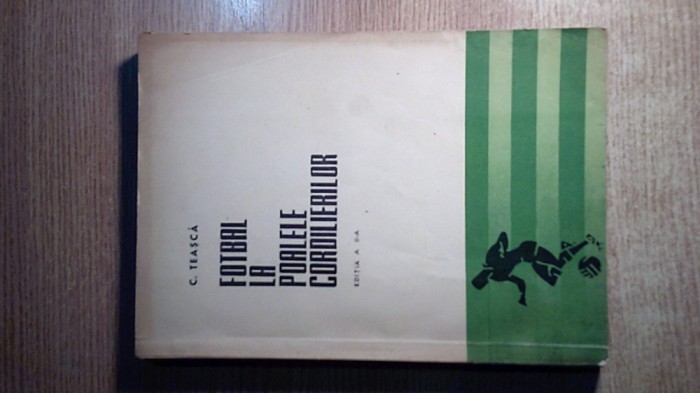 C. TEAȘCĂ
FOTBAL
LA
POALELE
CORDILIERILOR
EDIȚIA A II-A